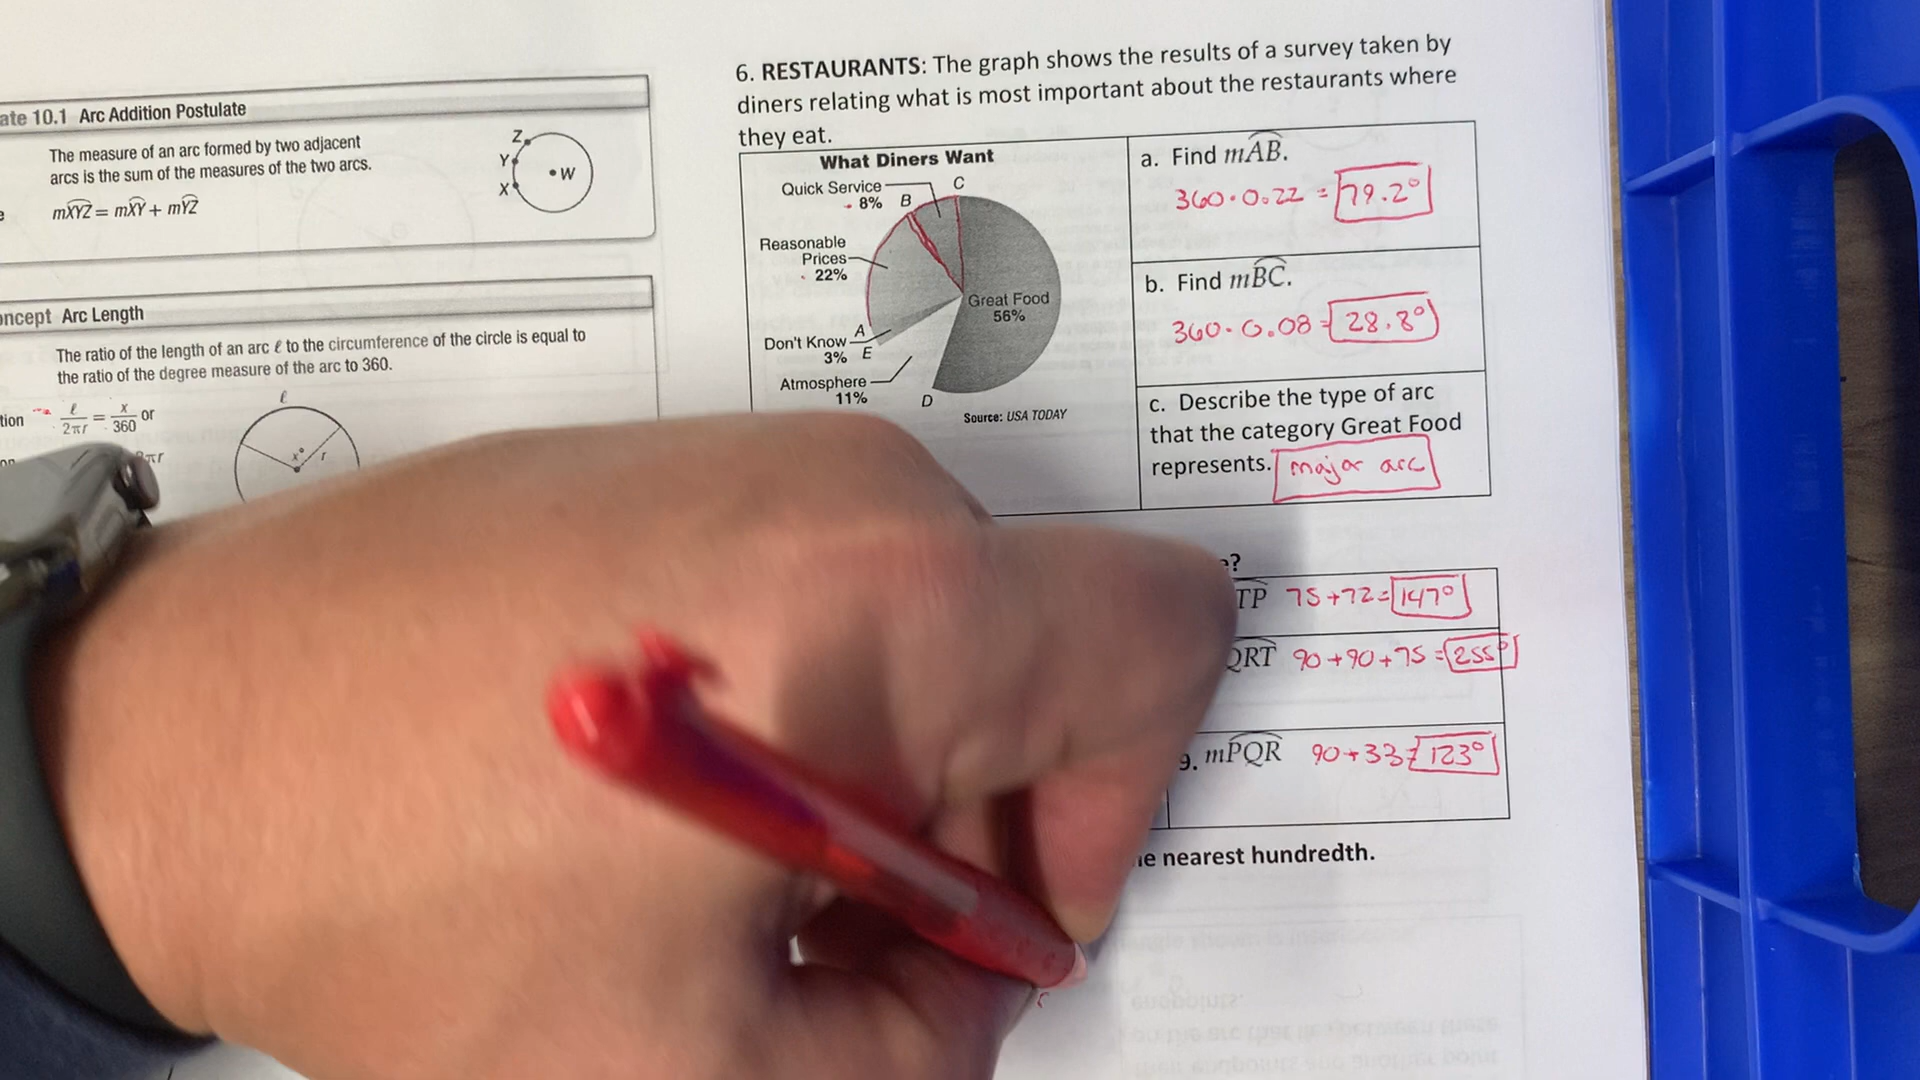 10.1 Arc Addition Postulate
The measure of an arc formed by two adjacent
arcs is the sum of the measures of the two arcs.
mXYZ = mXY + mYZ
Z
Y
X
W
Arc Length
The ratio of the length of an arc ℓ to the circumference of the circle is equal to
the ratio of the degree measure of the arc to 360.
ℓ/2πr = x/360 or
ℓ
x°
r
6. RESTAURANTS: The graph shows the results of a survey taken by
diners relating what is most important about the restaurants where
they eat.
What Diners Want
Quick Service
8%
B
C
Reasonable
Prices
22%
Great Food
56%
A
Don't Know
3%
E
Atmosphere
11%
D
Source: USA TODAY
a. Find mAB.
360·0.22 = 79.2°
b. Find mBC.
360·0.08 = 28.8°
c. Describe the type of arc
that the category Great Food
represents. major arc
TP 75+72=147°
QRT 90+90+75=255°
9. mPQR 90+33=123°
nearest hundredth.